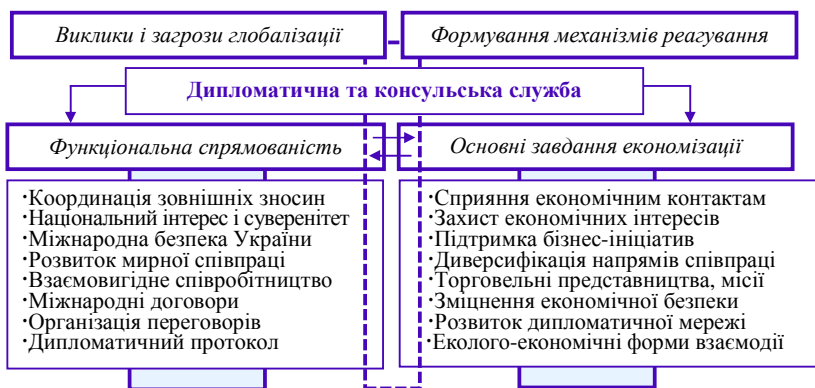 Виклики і загрози глобалізації
Формування механізмів реагування
Дипломатична та консульська служба
Функціональна спрямованість
Основні завдання економізації
·Координація зовнішніх зносин
·Національний інтерес і суверенітет
·Міжнародна безпека України
·Розвиток мирної співпраці
·Взаємовигідне співробітництво
·Міжнародні договори
·Організація переговорів
·Дипломатичний протокол
·Сприяння економічним контактам
·Захист економічних інтересів
·Підтримка бізнес-ініціатив
·Диверсифікація напрямів співпраці
·Торговельні представництва, місії
·Зміцнення економічної безпеки
·Розвиток дипломатичної мережі
·Еколого-економічні форми взаємодії